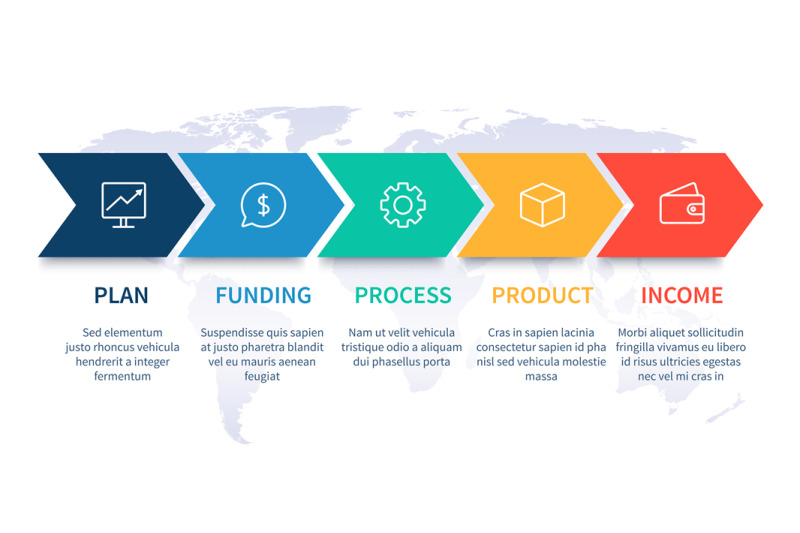 $
PLAN
Sed elementum
justo rhoncus vehicula
hendrerit a integer
fermentum
FUNDING
Suspendisse quis sapien
at justo pharetra blandit
vel eu mauris aenean
feugiat
PROCESS
Nam ut velit vehicula
tristique odio a aliquam
dui phasellus porta
PRODUCT
Cras in sapien lacinia
consectetur sapien id pha
nisl sed vehicula molestie
massa
INCOME
Morbi aliquet sollicitudin
fringilla vivamus eu libero
id risus ultricies egestas
nec vel mi cras in